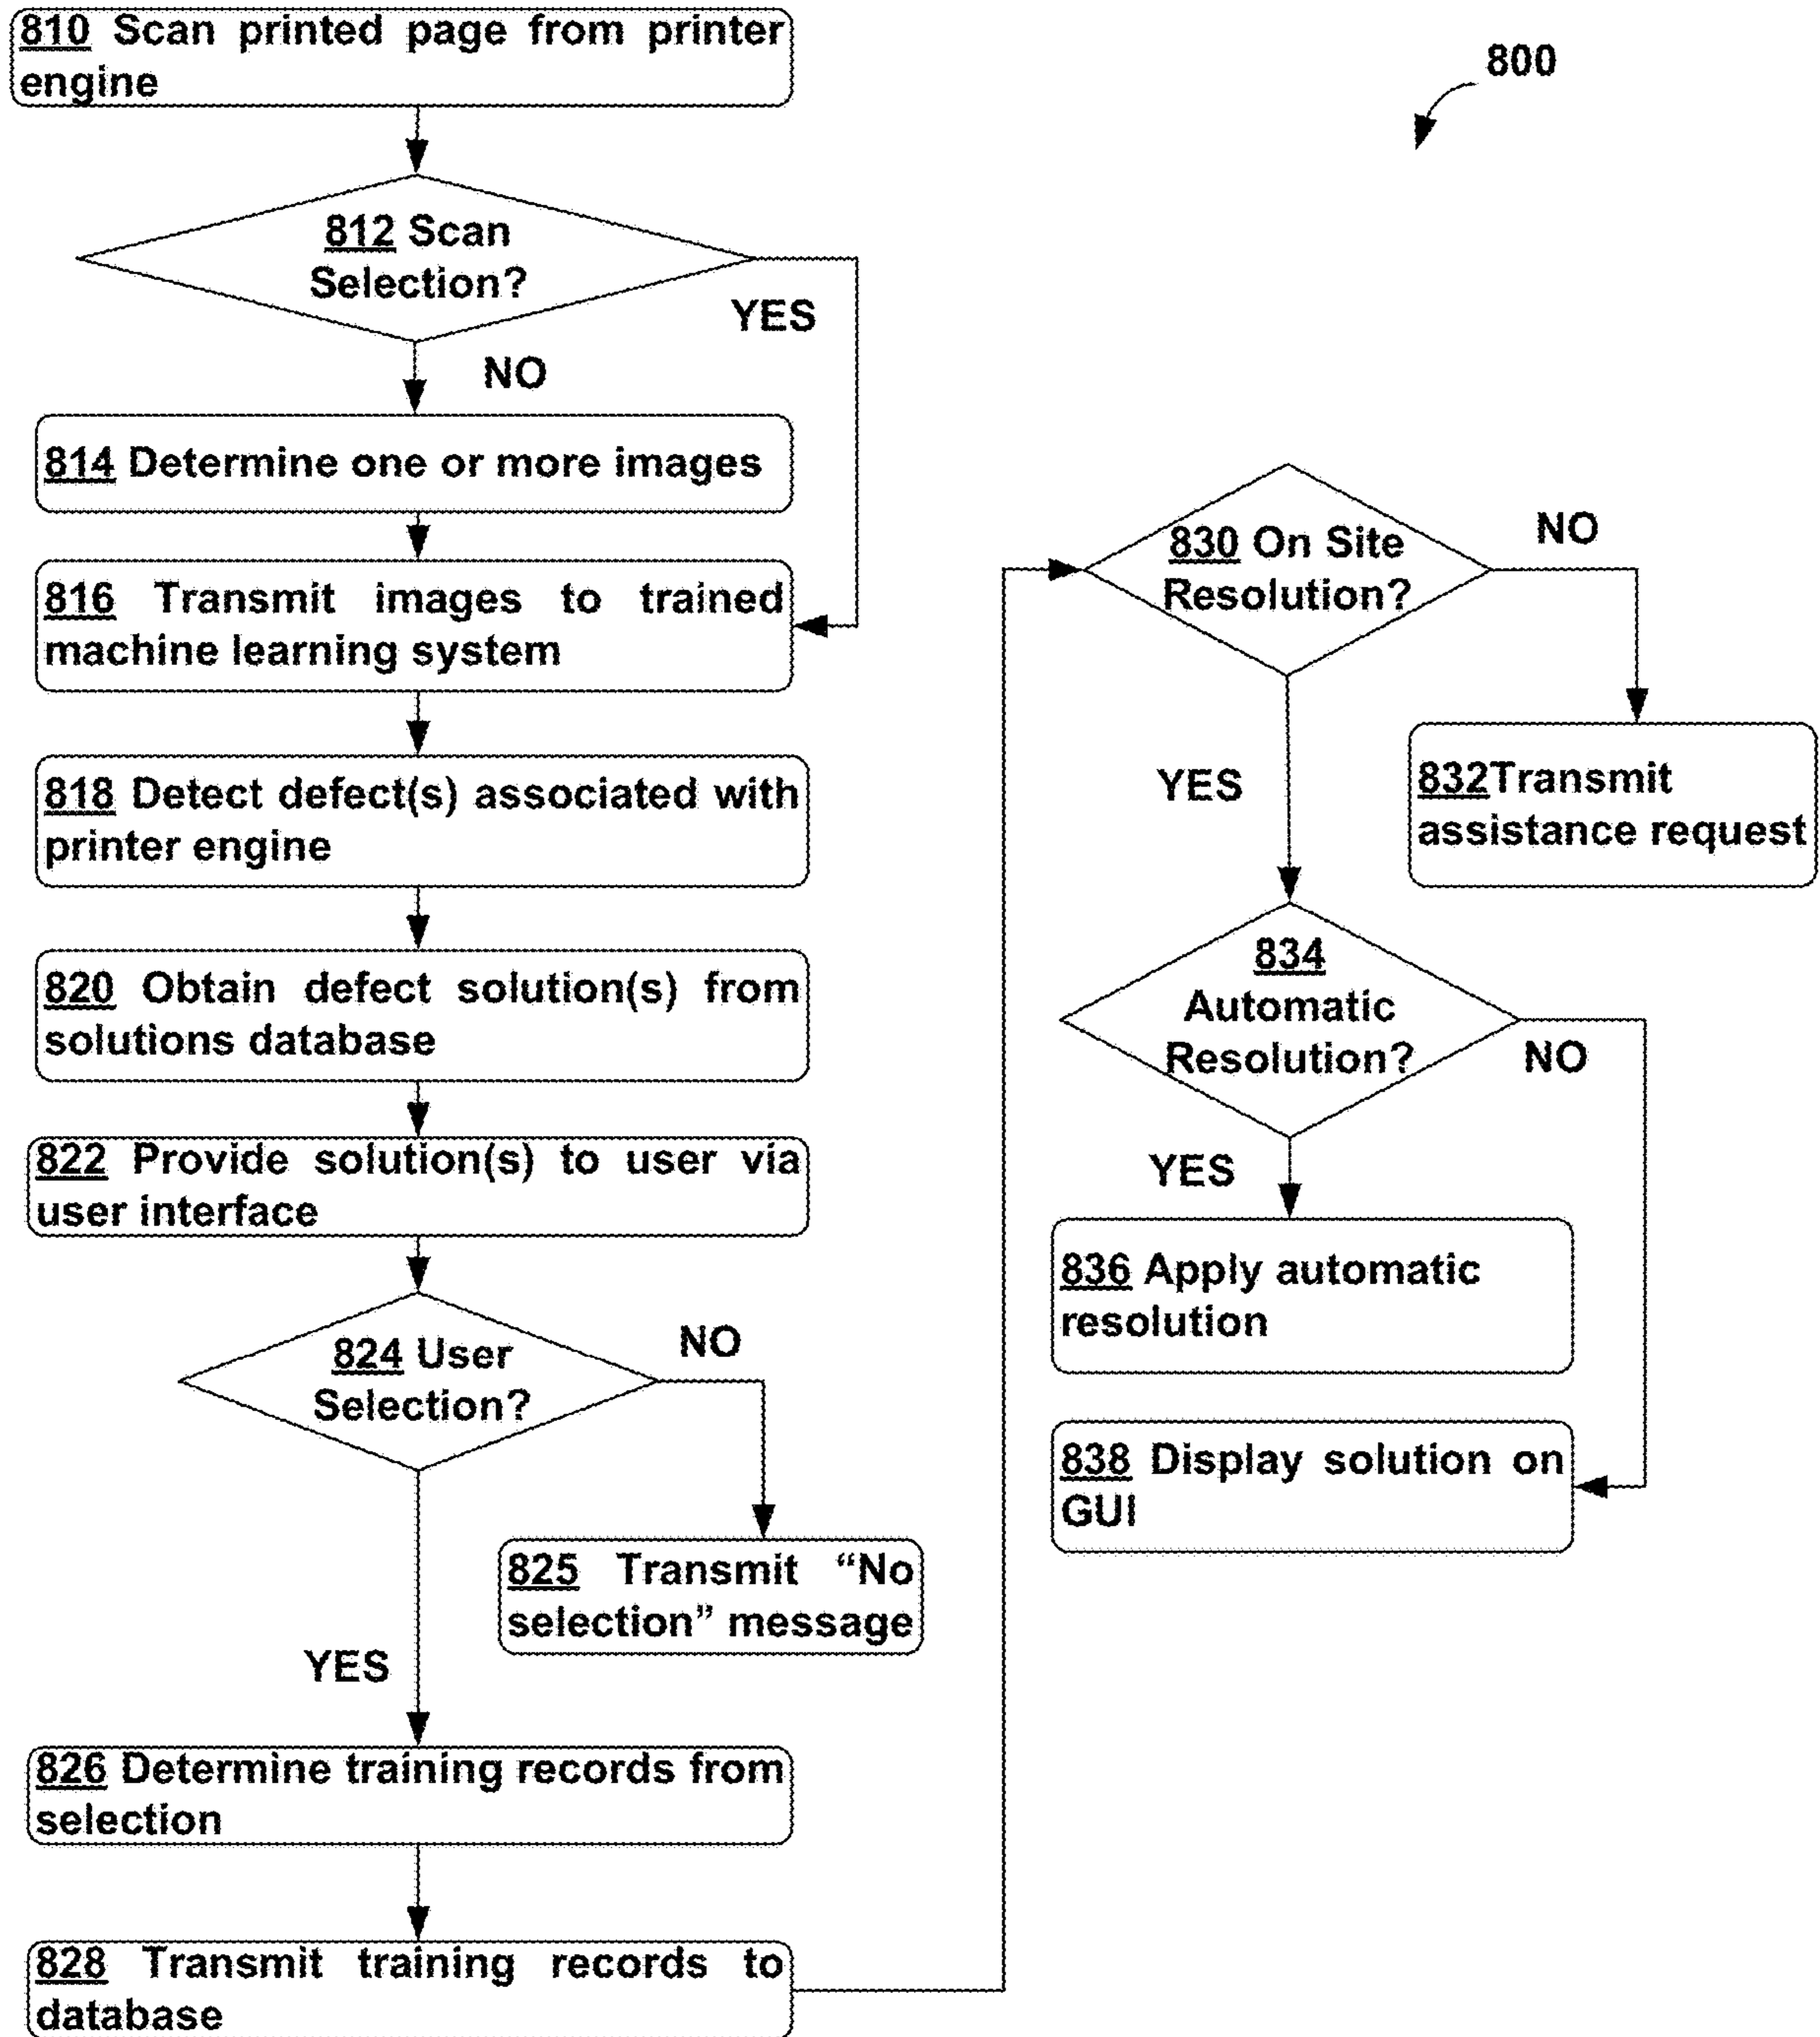 810 Scan printed page from printer
engine
800
812 Scan
Selection?
YES
NO
814 Determine one or more images
816 Transmit images to trained
machine learning system
818 Detect defect(s) associated with
printer engine
820 Obtain defect solution(s) from
solutions database
822 Provide solution(s) to user via
user interface
824 User
Selection?
NO
825 Transmit “No
selection” message
YES
826 Determine training records from
selection
828 Transmit training records to
database
830 On Site
Resolution?
NO
YES
832Transmit
assistance request
834
Automatic
Resolution?
NO
YES
836 Apply automatic
resolution
838 Display solution on
GUI